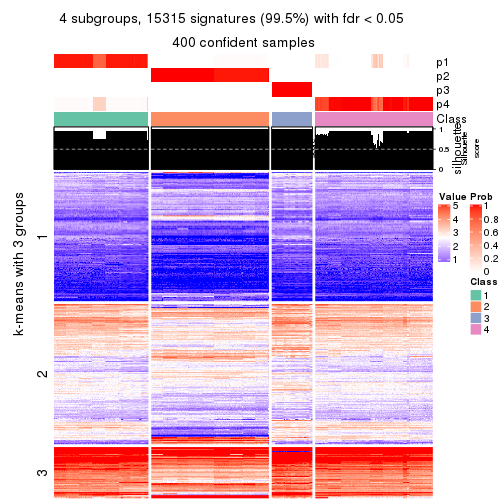 4 subgroups, 15315 signatures (99.5%) with fdr < 0.05
400 confident samples
p1
p2
p3
p4
Class
1
0.5
0
silhouette
Silhouette
score
k-means with 3 groups
1
2
3
Value
5
4
3
2
1
Prob
1
0.8
0.6
0.4
0.2
0
Class
1
2
3
4